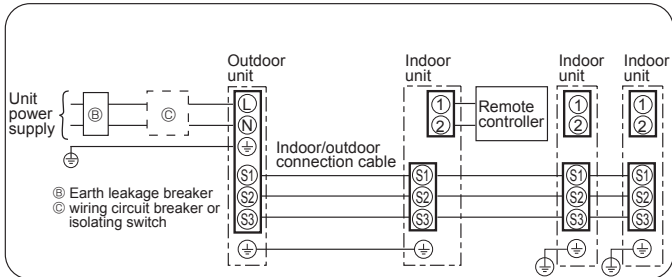 Outdoor
unit
Indoor
unit
Indoor
unit
Indoor
unit
Unit
power
supply
Ⓑ
Ⓒ
L
N
S1
S2
S3
Indoor/outdoor
connection cable
1
2
Remote
controller
S1
S2
S3
1
2
S1
S2
S3
1
2
S1
S2
S3
Ⓑ Earth leakage breaker
Ⓒ wiring circuit breaker or
isolating switch